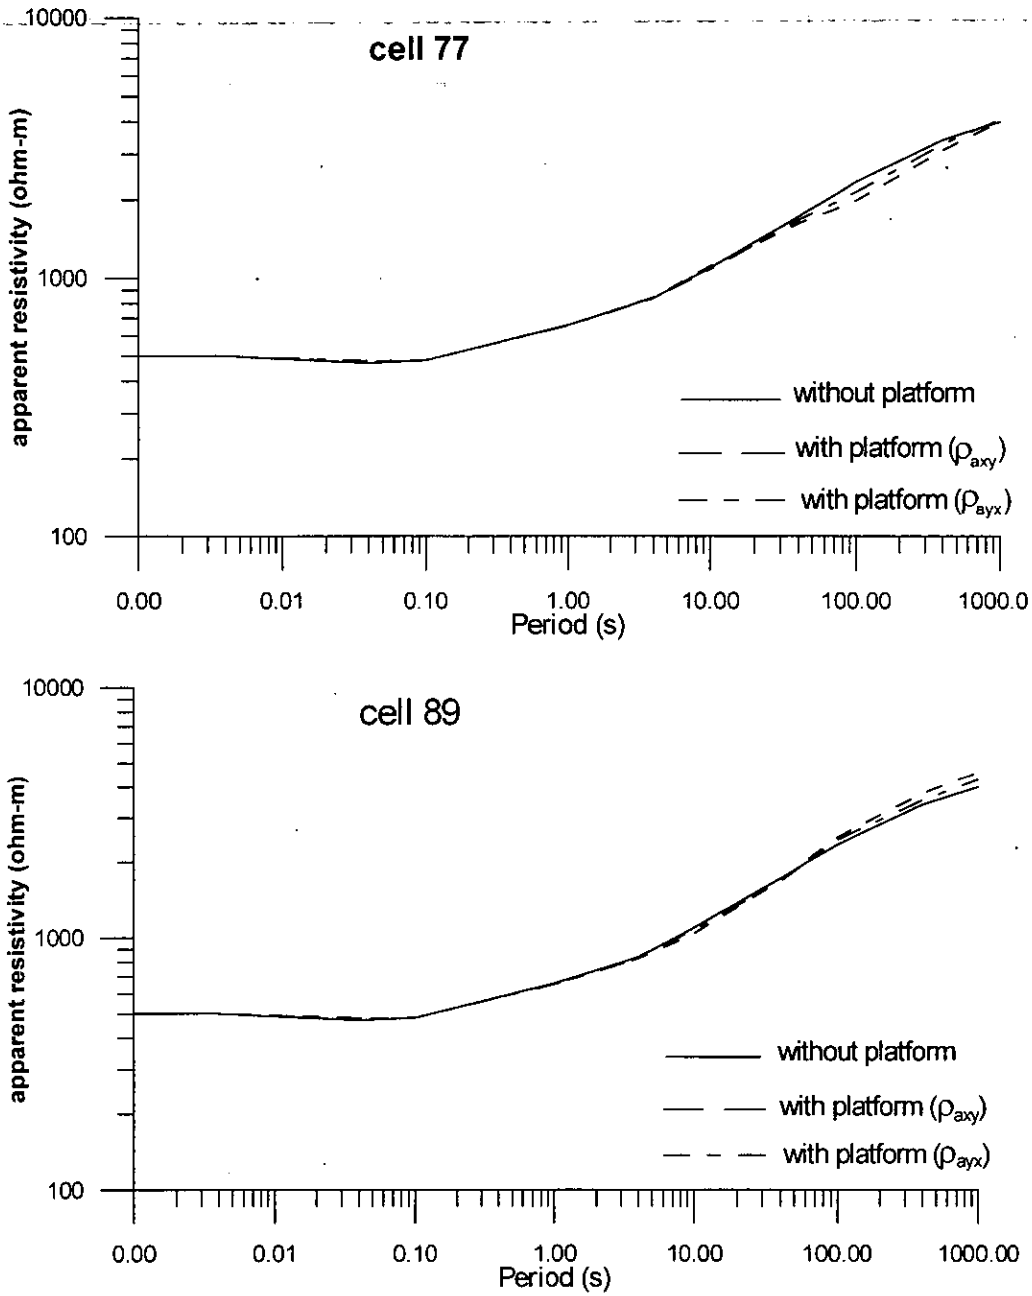 10000
cell 77
apparent resistivity (ohm-m)
1000
without platform
with platform (ρaxy)
with platform (ρayx)
100
0.00 0.01 0.10 1.00 10.00 100.00 1000.0
Period (s)
10000
cell 89
apparent resistivity (ohm-m)
1000
without platform
with platform (ρaxy)
with platform (ρayx)
100
0.00 0.01 0.10 1.00 10.00 100.00 1000.00
Period (s)